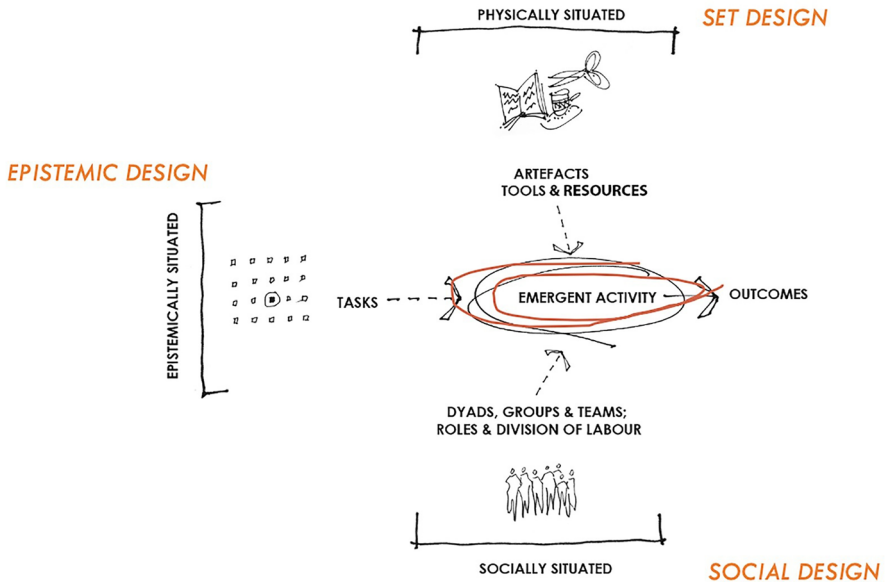 PHYSICALLY SITUATED
SET DESIGN
EPISTEMIC DESIGN
ARTEFACTS
TOOLS & RESOURCES
EPISTEMICALLY SITUATED
TASKS
EMERGENT ACTIVITY
OUTCOMES
DYADS, GROUPS & TEAMS;
ROLES & DIVISION OF LABOUR
SOCIALLY SITUATED
SOCIAL DESIGN